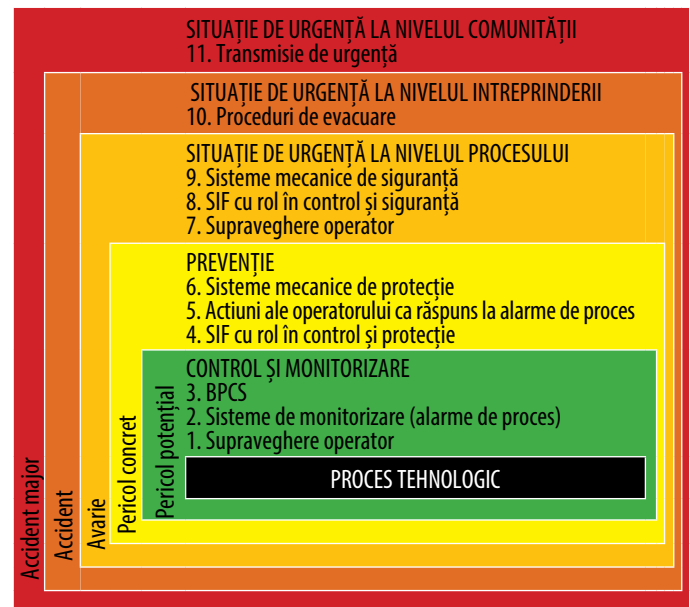 SITUAȚIE DE URGENȚĂ LA NIVELUL COMUNITĂȚII
11. Transmisie de urgență
SITUAȚIE DE URGENȚĂ LA NIVELUL INTREPRINDERII
10. Proceduri de evacuare
SITUAȚIE DE URGENȚĂ LA NIVELUL PROCESULUI
9. Sisteme mecanice de siguranță
8. SIF cu rol în control și siguranță
7. Supraveghere operator
PREVENȚIE
6. Sisteme mecanice de protecție
5. Actiuni ale operatorului ca răspuns la alarme de proces
4. SIF cu rol în control și protecție
CONTROL ȘI MONITORIZARE
3. BPCS
2. Sisteme de monitorizare (alarme de proces)
1. Supraveghere operator
PROCES TEHNOLOGIC
Accident major
Accident
Avarie
Pericol concret
Pericol potențial